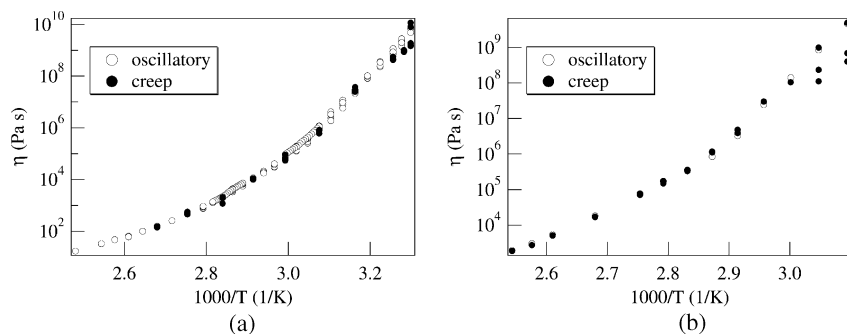 10^10
10^8
10^6
10^4
10^2
η (Pa s)
oscillatory
creep
2.6 2.8 3.0 3.2
1000/T (1/K)
(a)
10^9
10^8
10^7
10^6
10^5
10^4
η (Pa s)
oscillatory
creep
2.6 2.7 2.8 2.9 3.0
1000/T (1/K)
(b)